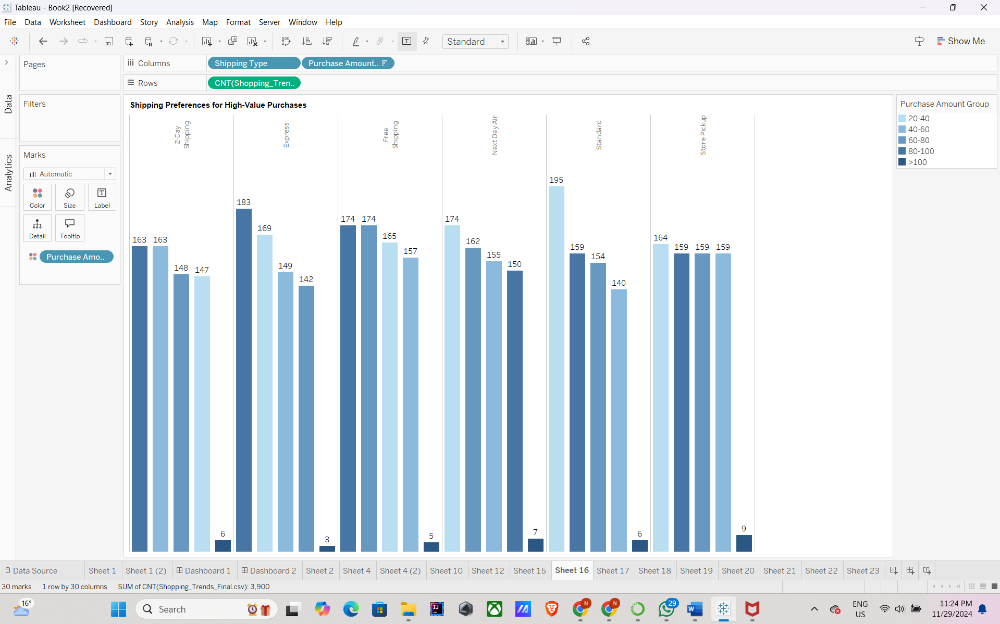 Tableau - Book2 [Recovered]
File Data Worksheet Dashboard Story Analysis Map Format Server Window Help
Standard
Show Me
Pages
Columns
Shipping Type
Purchase Amount..
Rows
CNT(Shopping_Tren..
Data
Analytics
Filters
Marks
Automatic
Color
Size
Label
Detail
Tooltip
Purchase Amo..
Shipping Preferences for High-Value Purchases
2-Day
Shipping
Express
Free
Shipping
Next Day Air
Standard
Store Pickup
163
163
148
147
6
183
169
149
142
3
174
174
165
157
5
174
162
155
150
7
195
159
154
140
6
164
159
159
159
9
Purchase Amount Group
20-40
40-60
60-80
80-100
>100
Data Source Sheet 1 Sheet 1 (2) Dashboard 1 Dashboard 2 Sheet 2 Sheet 4 Sheet 4 (2) Sheet 10 Sheet 12 Sheet 15 Sheet 16 Sheet 17 Sheet 18 Sheet 19 Sheet 20 Sheet 21 Sheet 22 Sheet 23
30 marks 1 row by 30 columns SUM of CNT(Shopping_Trends_Final.csv): 3,900
16°
Search
N
N
29
ENG
US
11:24 PM
11/29/2024